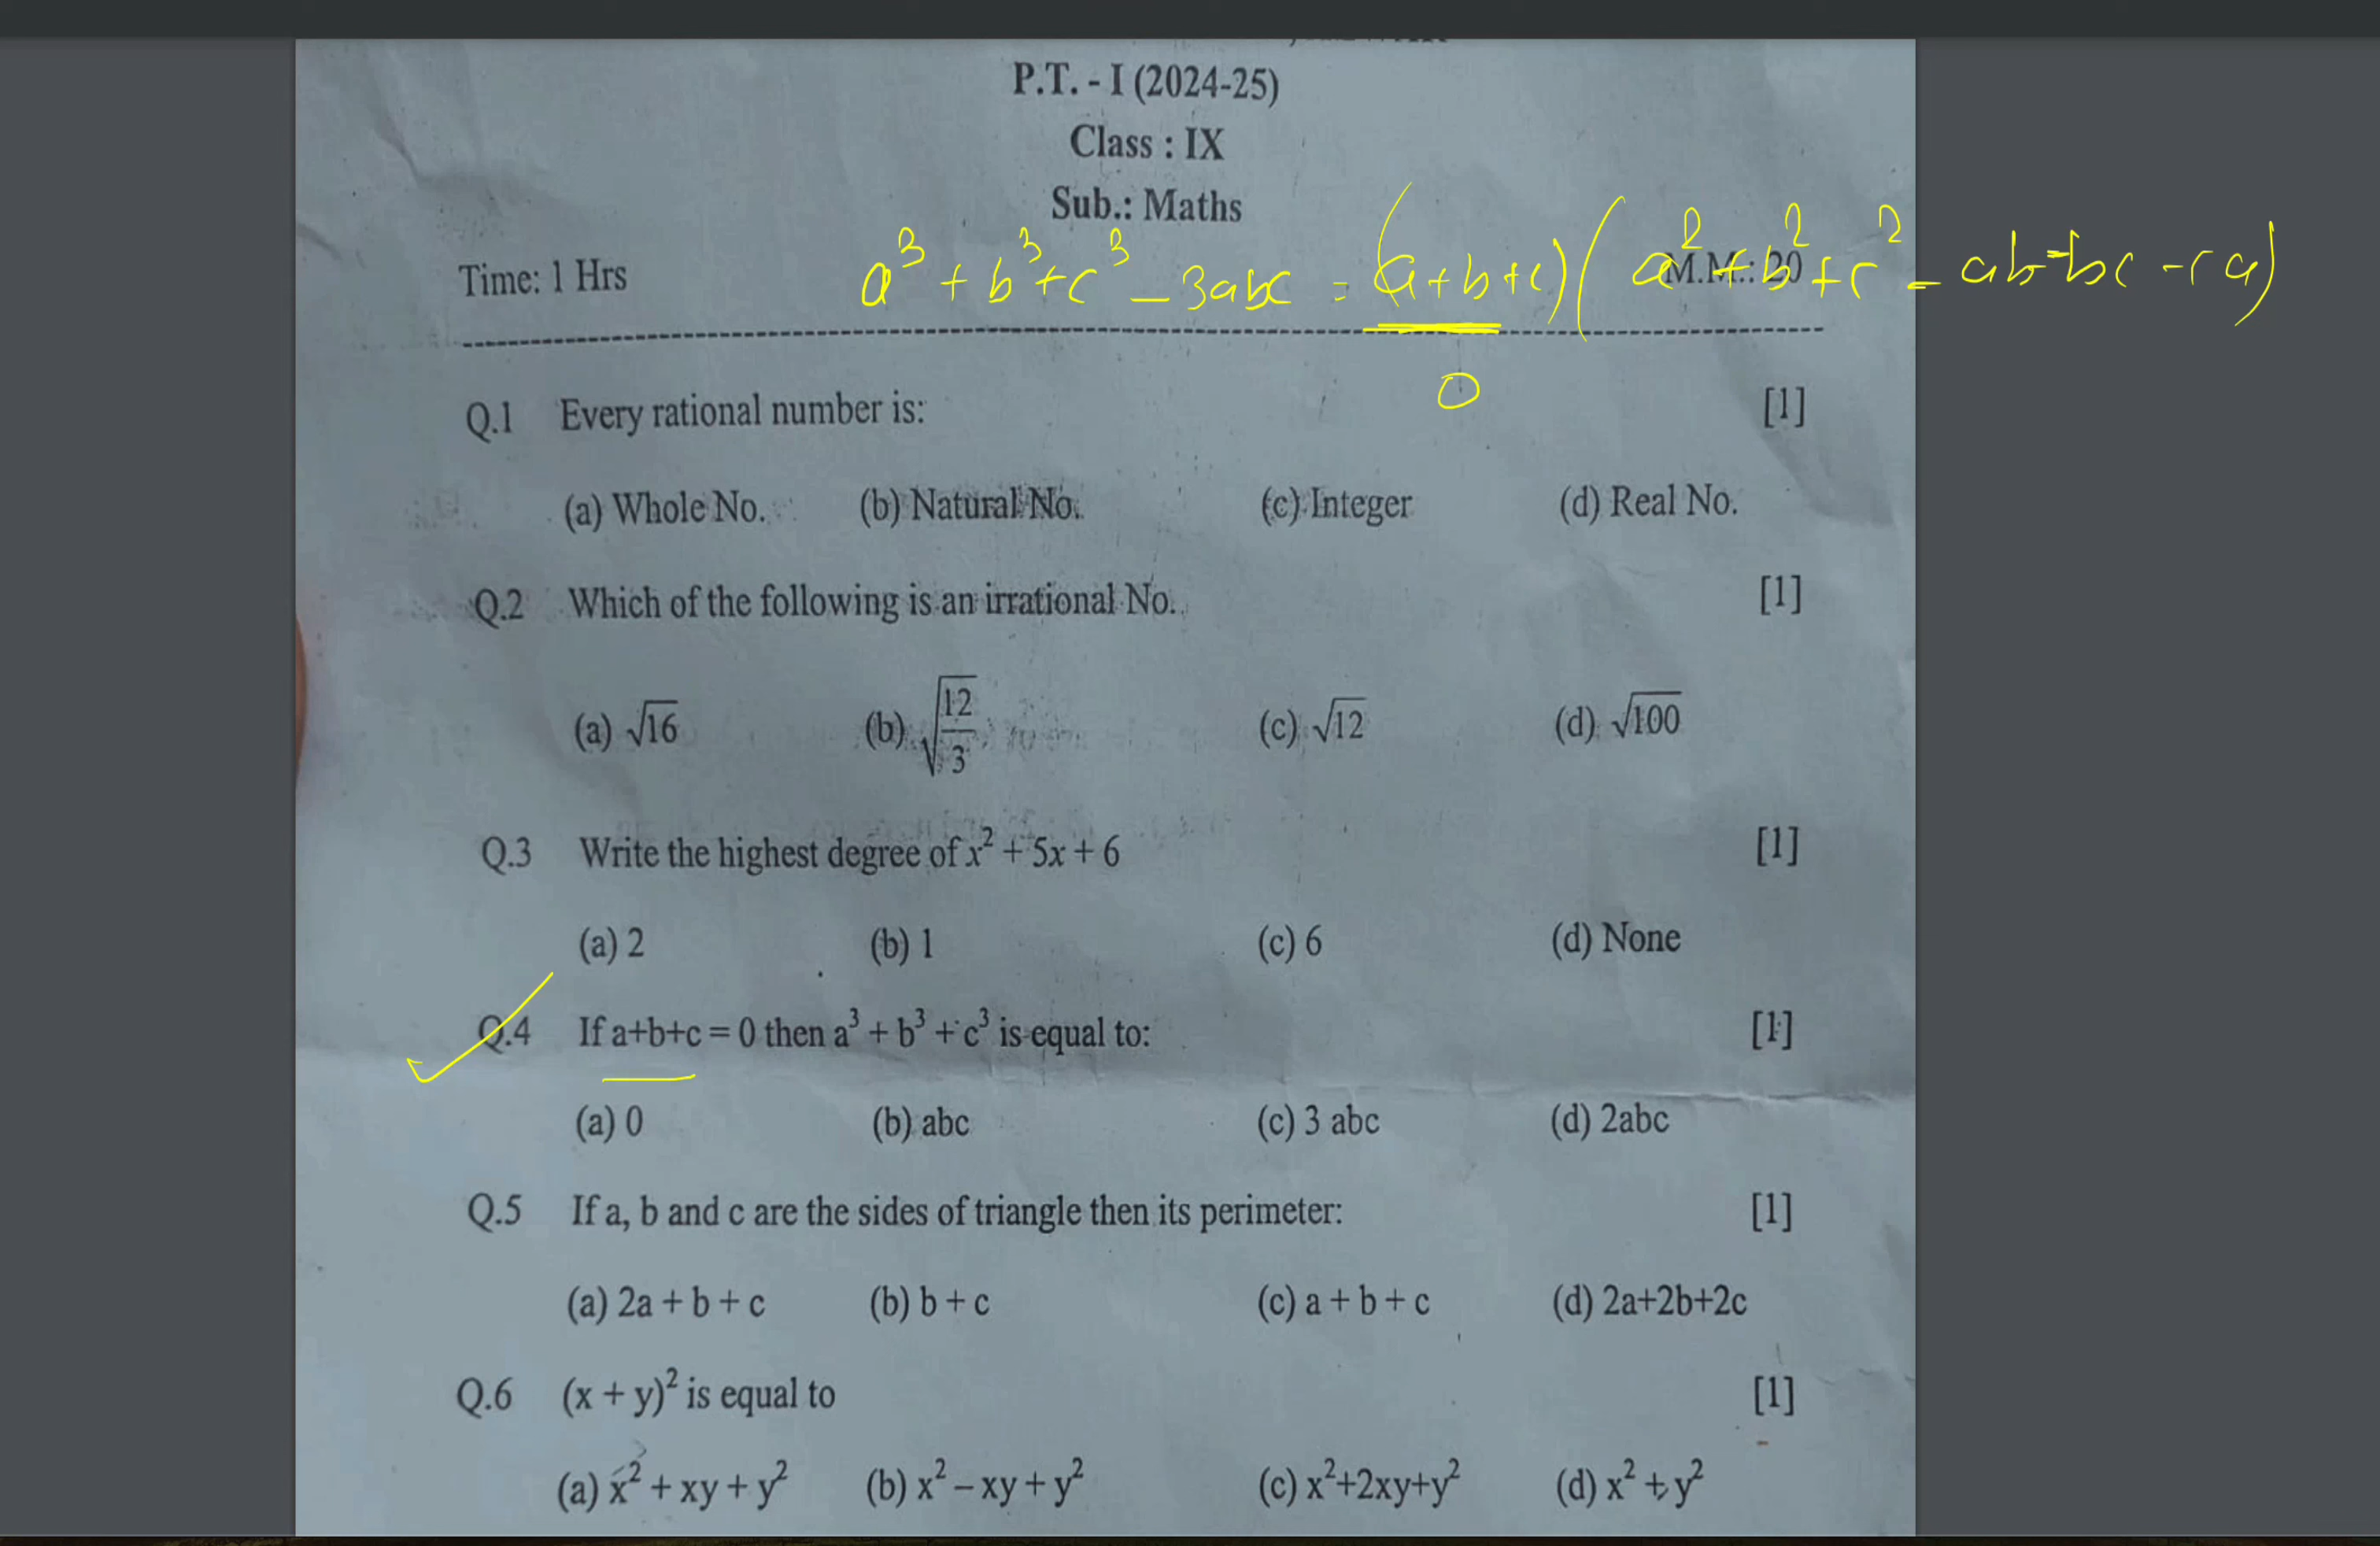 P.T. - I (2024-25)
Class : IX
Sub.: Maths
a³ + b³ + c³ - 3abc = (a+b+c) (a² + b² + c² - ab - bc - ca)
Time: 1 Hrs M.M.: 20
0
Q.1 Every rational number is: [1]
(a) Whole No. (b) Natural No. (c) Integer (d) Real No.
Q.2 Which of the following is an irrational No. [1]
(a) √16 (b) √(12/3) (c) √12 (d) √100
Q.3 Write the highest degree of x² + 5x + 6 [1]
(a) 2 (b) 1 (c) 6 (d) None
Q.4 If a+b+c = 0 then a³ + b³ + c³ is equal to: [1]
(a) 0 (b) abc (c) 3 abc (d) 2abc
Q.5 If a, b and c are the sides of triangle then its perimeter: [1]
(a) 2a + b + c (b) b + c (c) a + b + c (d) 2a+2b+2c
Q.6 (x + y)² is equal to [1]
(a) x² + xy + y² (b) x² – xy + y² (c) x²+2xy+y² (d) x² + y²